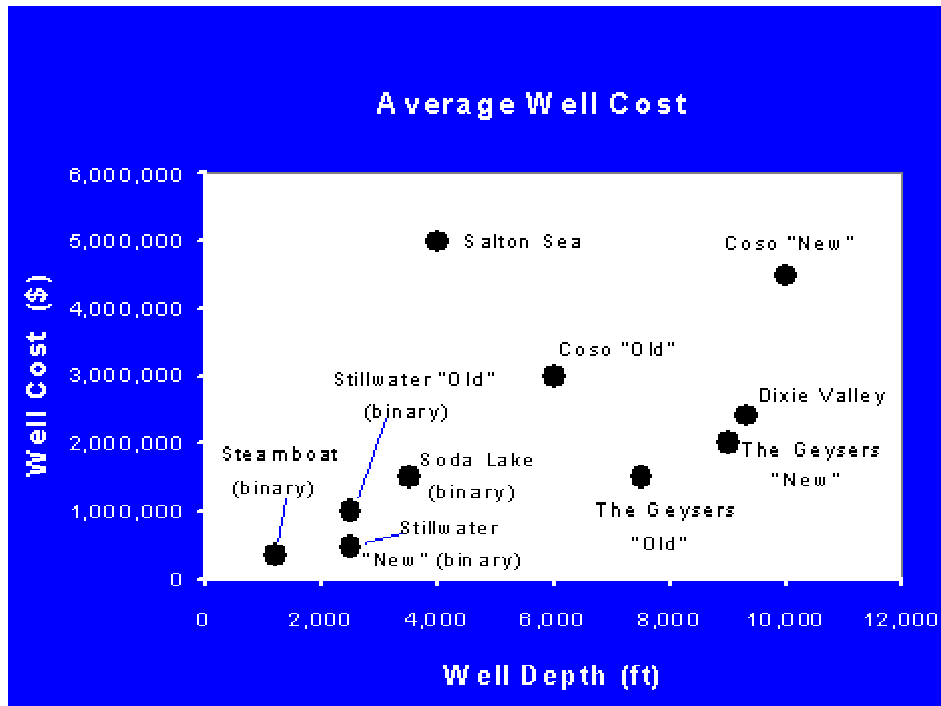 Average Well Cost
Well Cost ($)
6,000,000
5,000,000
4,000,000
3,000,000
2,000,000
1,000,000
0
Salton Sea
Coso "New"
Coso "Old"
Stillwater "Old"
(binary)
Dixie Valley
Steamboat
(binary)
Soda Lake
(binary)
The Geysers
"New"
The Geysers
"Old"
Stillwater
"New" (binary)
0
2,000
4,000
6,000
8,000
10,000
12,000
Well Depth (ft)